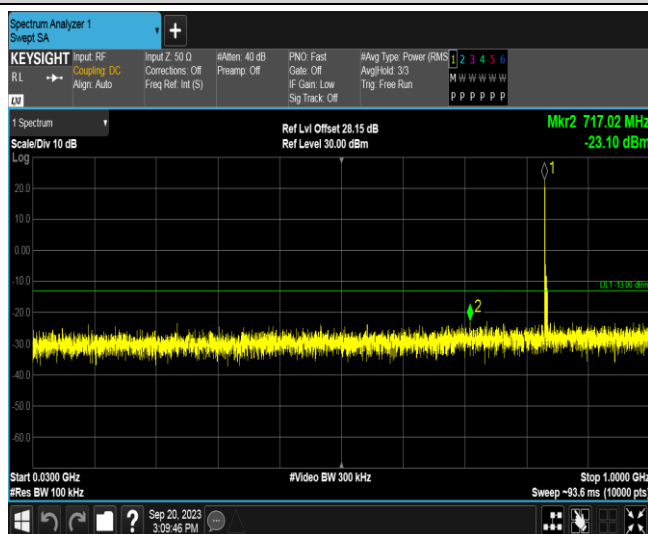 Spectrum Analyzer 1
Swept SA
+
KEYSIGHT
RL
LXI
Input: RF
Coupling: DC
Align: Auto
Input Z: 50 Ω
Corrections: Off
Freq Ref: Int (S)
#Atten: 40 dB
Preamp: Off
PNO: Fast
Gate: Off
IF Gain: Low
Sig Track: Off
#Avg Type: Power (RMS
Avg|Hold: 3/3
Trig: Free Run
1 2 3 4 5 6
M W W W W W
P P P P P P
1 Spectrum
Scale/Div 10 dB
Ref Lvl Offset 28.15 dB
Ref Level 30.00 dBm
Mkr2 717.02 MHz
-23.10 dBm
Log
1
20.0
10.0
0.00
-10.0
DL1 -13.00 dBm
-20.0
2
-30.0
-40.0
-50.0
-60.0
Start 0.0300 GHz
#Res BW 100 kHz
#Video BW 300 kHz
Stop 1.0000 GHz
Sweep ~93.6 ms (10000 pts)
?
Sep 20, 2023
3:09:46 PM